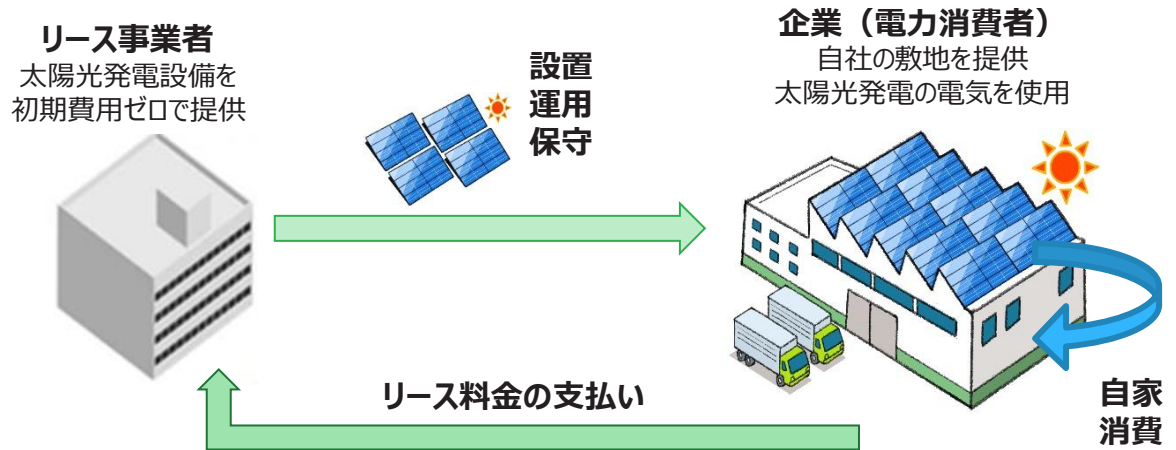 リース事業者
太陽光発電設備を
初期費用ゼロで提供
設置
運用
保守
企業（電力消費者）
自社の敷地を提供
太陽光発電の電気を使用
リース料金の支払い
自家
消費